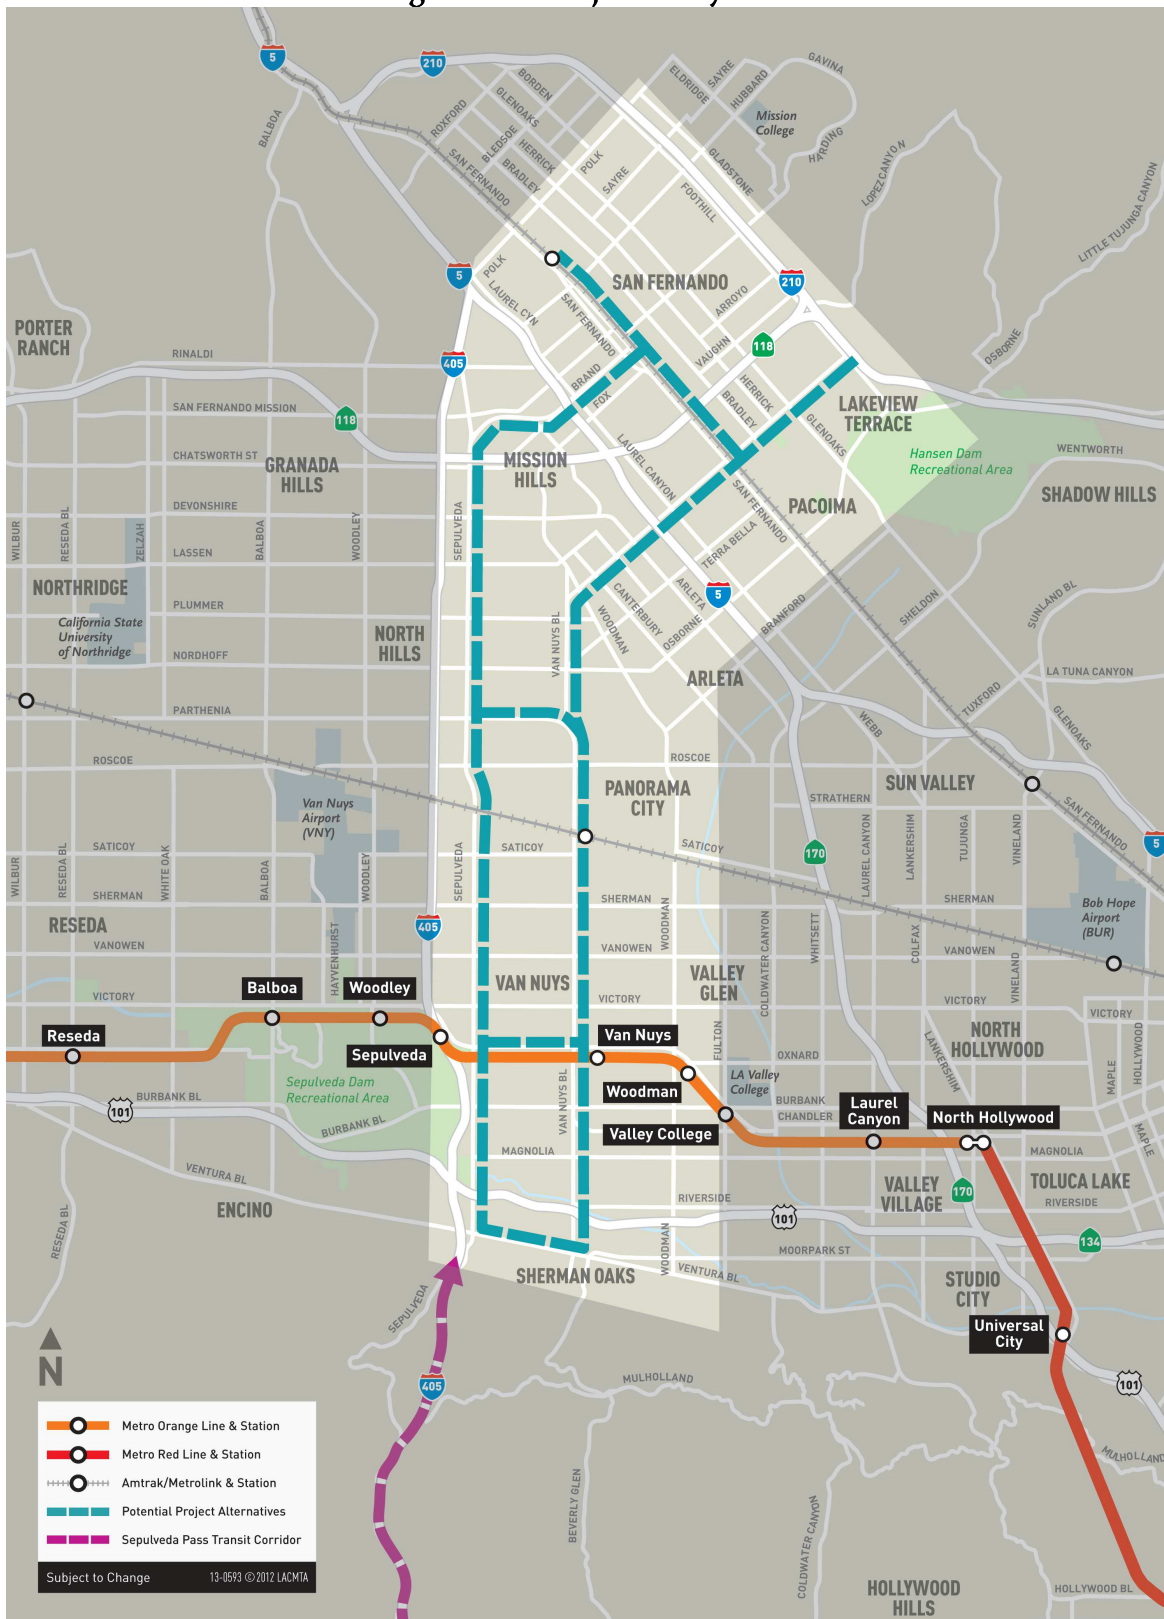 5
210
ELDRIDGE
SAYRE
HUBBARD
GAVINA
BORDEN
GLENOAKS
ROXFORD
BLEDSOE
HERRICK
BRADLEY
Mission
College
HARDING
BALBOA
SAN FERNANDO
POLK
SAYRE
GLADSTONE
FOOTHILL
LOPEZ CANYON
LITTLE TUJUNGA CANYON
POLK
5
LAUREL CYN
SAN FERNANDO
SAN FERNANDO
210
ARROYO
PORTER
RANCH
RINALDI
405
BRAND
FOX
VAUGHN
118
OSBORNE
HERRICK
BRADLEY
GLENOAKS
LAKEVIEW
TERRACE
SAN FERNANDO MISSION
118
CHATSWORTH ST
GRANADA
HILLS
MISSION
HILLS
LAUREL CANYON
Hansen Dam
Recreational Area
WENTWORTH
SHADOW HILLS
DEVONSHIRE
SAN FERNANDO
PACOIMA
WILBUR
RESEDA BL
ZELZAH
BALBOA
WOODLEY
SEPULVEDA
LASSEN
TERRA BELLA
NORTHRIDGE
PLUMMER
California State
University
of Northridge
NORTH
HILLS
VAN NUYS BL
WOODMAN
CANTERBURY
ARLETA
OSBORNE
5
BRANFORD
SHELDON
SUNLAND BL
NORDHOFF
ARLETA
LA TUNA CANYON
PARTHENIA
TUXFORD
WEBB
GLENOAKS
ROSCOE
ROSCOE
PANORAMA
CITY
SUN VALLEY
STRATHERN
SAN FERNANDO
Van Nuys
Airport
(VNY)
SATICOY
SATICOY
SATICOY
170
5
WILBUR
RESEDA BL
WHITE OAK
BALBOA
WOODLEY
SEPULVEDA
LAUREL CANYON
LANKERSHIM
TUJUNGA
VINELAND
SHERMAN
SHERMAN
SHERMAN
Bob Hope
Airport
(BUR)
RESEDA
405
VANOWEN
HAYVENHURST
VANOWEN
WOODMAN
COLDWATER CANYON
WHITSETT
COLFAX
VANOWEN
VINELAND
VICTORY
Balboa
Woodley
VAN NUYS
VICTORY
VALLEY
GLEN
VICTORY
VICTORY
Reseda
Sepulveda
Van Nuys
FULTON
OXNARD
LANKERSHIM
NORTH
HOLLYWOOD
MAPLE
HOLLYWOOD
Sepulveda Dam
Recreational Area
Woodman
LA Valley
College
BURBANK BL
101
BURBANK BL
VAN NUYS BL
Valley College
BURBANK
CHANDLER
Laurel
Canyon
North Hollywood
MAPLE
MAGNOLIA
MAGNOLIA
VENTURA BL
ENCINO
RESEDA BL
RIVERSIDE
101
VALLEY
VILLAGE
170
TOLUCA LAKE
RIVERSIDE
134
WOODMAN
MOORPARK ST
SHERMAN OAKS
VENTURA BL
STUDIO
CITY
SEPULVEDA
Universal
City
N
405
MULHOLLAND
101
MULHOLLAND
BEVERLY GLEN
COLDWATER CANYON
HOLLYWOOD
HILLS
HOLLYWOOD BL
Metro Orange Line & Station
Metro Red Line & Station
Amtrak/Metrolink & Station
Potential Project Alternatives
Sepulveda Pass Transit Corridor
Subject to Change
13-0593 © 2012 LACMTA